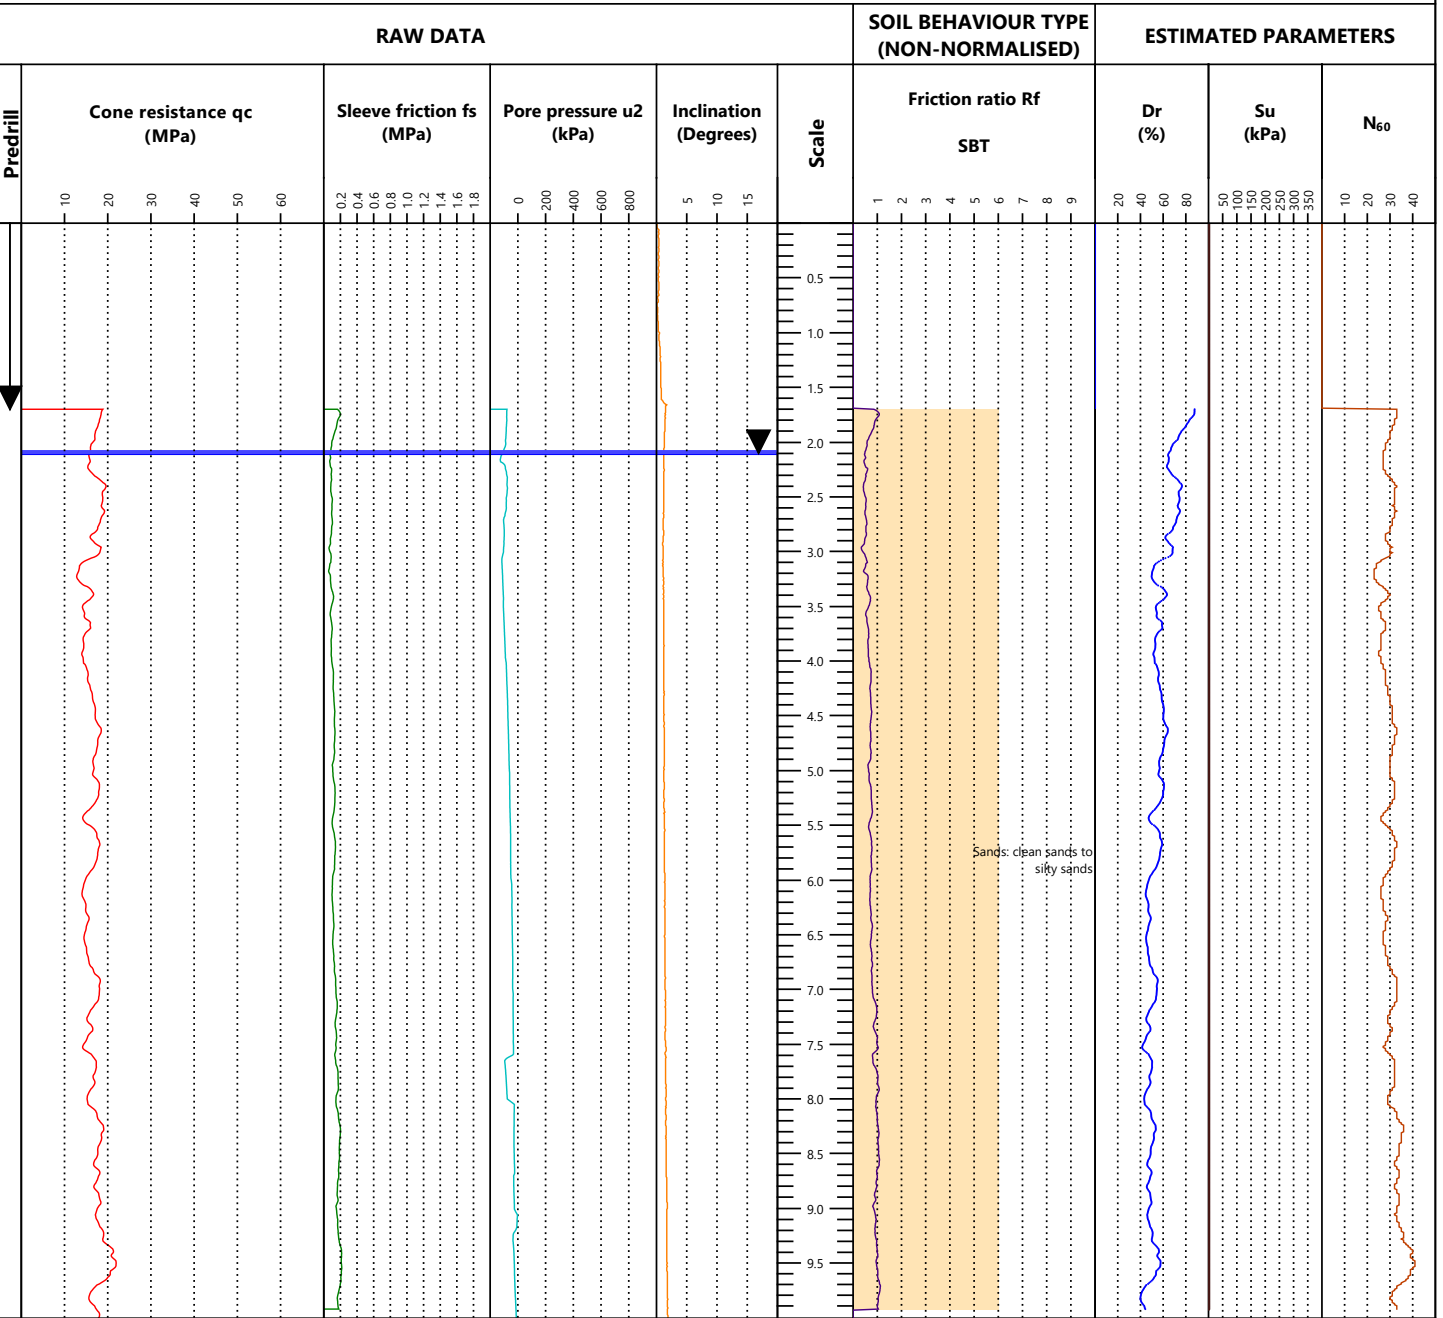 RAW DATA
SOIL BEHAVIOUR TYPE
(NON-NORMALISED)
ESTIMATED PARAMETERS
Predrill
Cone resistance qc
(MPa)
Sleeve friction fs
(MPa)
Pore pressure u2
(kPa)
Inclination
(Degrees)
Scale
Friction ratio Rf
SBT
Dr
(%)
Su
(kPa)
N₆₀
10 20 30 40 50 60
0.2 0.4 0.6 0.8 1.0 1.2 1.4 1.6 1.8
0 200 400 600 800
5 10 15
1 2 3 4 5 6 7 8 9
20 40 60 80
50 100 150 200 250 300 350
10 20 30 40
0.5
1.0
1.5
2.0
2.5
3.0
3.5
4.0
4.5
5.0
5.5
Sands: clean sands to
silty sands
6.0
6.5
7.0
7.5
8.0
8.5
9.0
9.5